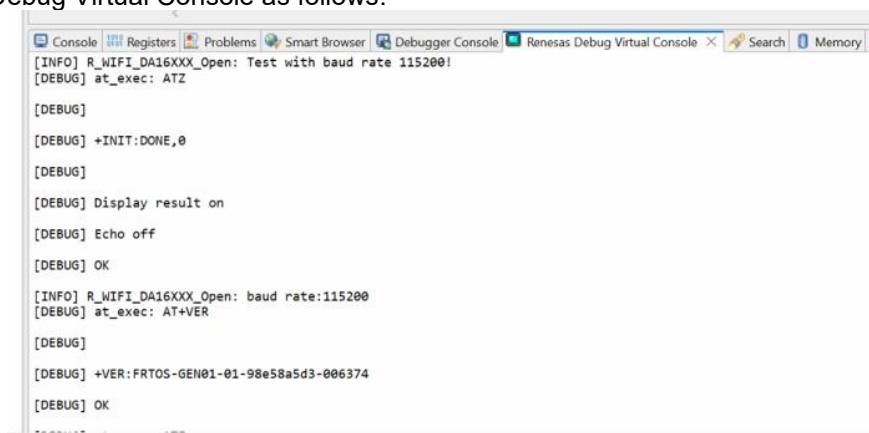 Debug Virtual Console as follows:
Console Registers Problems Smart Browser Debugger Console Renesas Debug Virtual Console Search Memory
[INFO] R_WIFI_DA16XXX_Open: Test with baud rate 115200!
[DEBUG] at_exec: ATZ
[DEBUG]
[DEBUG] +INIT:DONE,0
[DEBUG]
[DEBUG] Display result on
[DEBUG] Echo off
[DEBUG] OK
[INFO] R_WIFI_DA16XXX_Open: baud rate:115200
[DEBUG] at_exec: AT+VER
[DEBUG]
[DEBUG] +VER:FRTOS-GEN01-01-98e58a5d3-006374
[DEBUG] OK